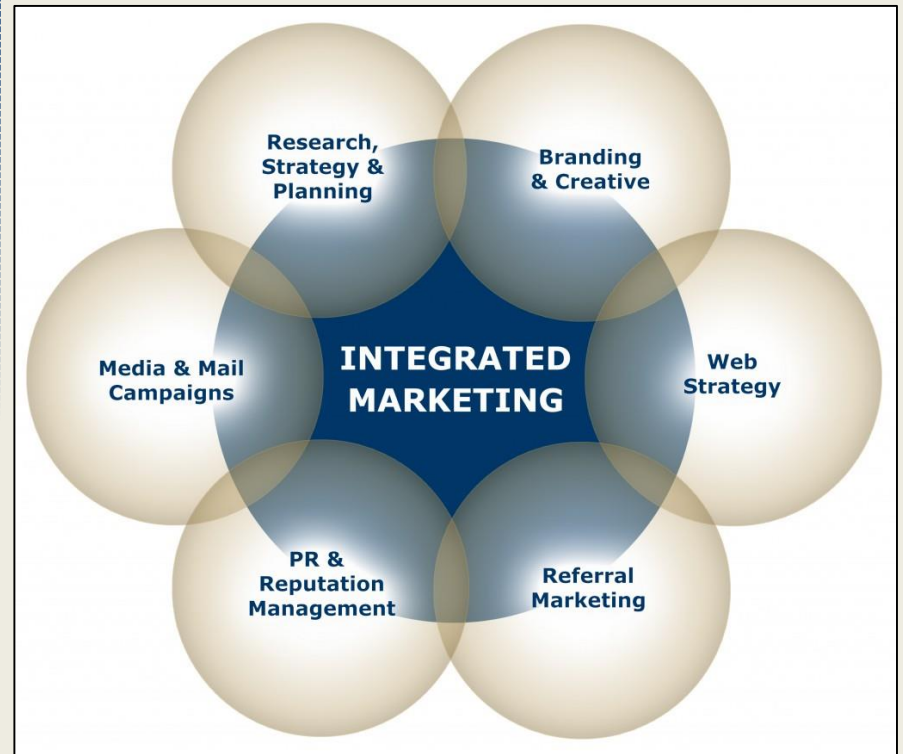 Research,
Strategy &
Planning
Branding
& Creative
Media & Mail
Campaigns
INTEGRATED
MARKETING
Web
Strategy
PR &
Reputation
Management
Referral
Marketing